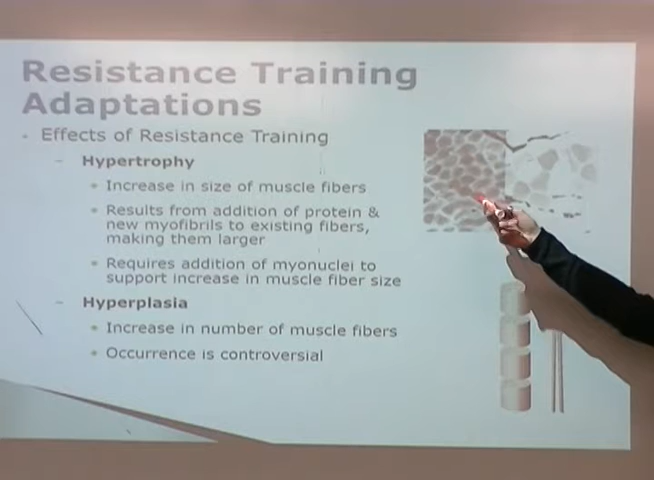 Resistance Training
Adaptations
- Effects of Resistance Training
– Hypertrophy
• Increase in size of muscle fibers
• Results from addition of protein &
new myofibrils to existing fibers,
making them larger
• Requires addition of myonuclei to
support increase in muscle fiber size
– Hyperplasia
• Increase in number of muscle fibers
• Occurrence is controversial